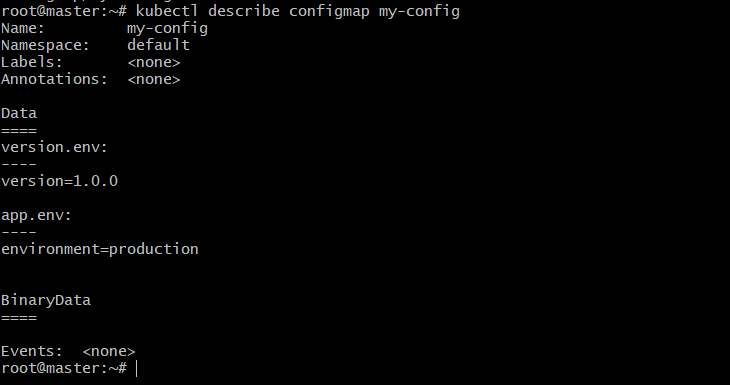 root@master:~# kubectl describe configmap my-config
Name:         my-config
Namespace:    default
Labels:       <none>
Annotations:  <none>

Data
====
version.env:
----
version=1.0.0

app.env:
----
environment=production


BinaryData
====

Events:  <none>
root@master:~#